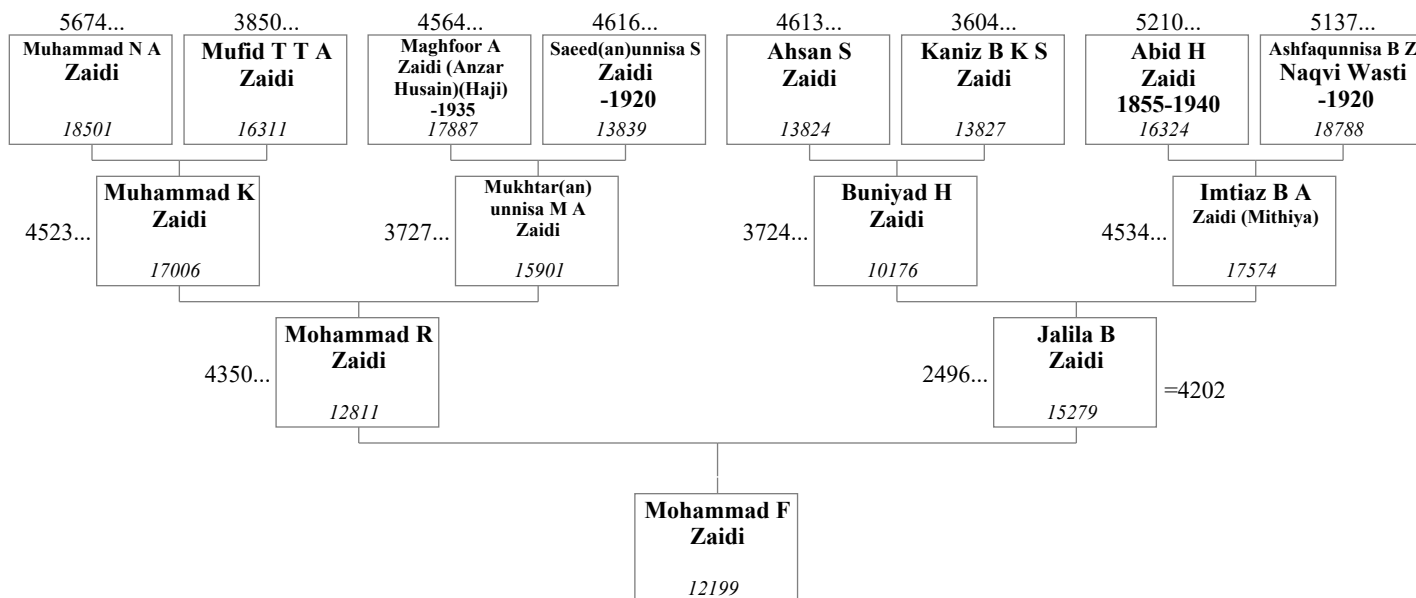 5674...
3850...
4564...
4616...
4613...
3604...
5210...
5137...
Muhammad N A
Zaidi
18501
Mufid T T A
Zaidi
16311
Maghfoor A
Zaidi (Anzar
Husain)(Haji)
-1935
17887
Saeed(an)unnisa S
Zaidi
-1920
13839
Ahsan S
Zaidi
13824
Kaniz B K S
Zaidi
13827
Abid H
Zaidi
1855-1940
16324
Ashfaqunnisa B Z
Naqvi Wasti
-1920
18788
4523...
Muhammad K
Zaidi
17006
3727...
Mukhtar(an)
unnisa M A
Zaidi
15901
3724...
Buniyad H
Zaidi
10176
4534...
Imtiaz B A
Zaidi (Mithiya)
17574
4350...
Mohammad R
Zaidi
12811
2496...
Jalila B
Zaidi
15279
=4202
Mohammad F
Zaidi
12199